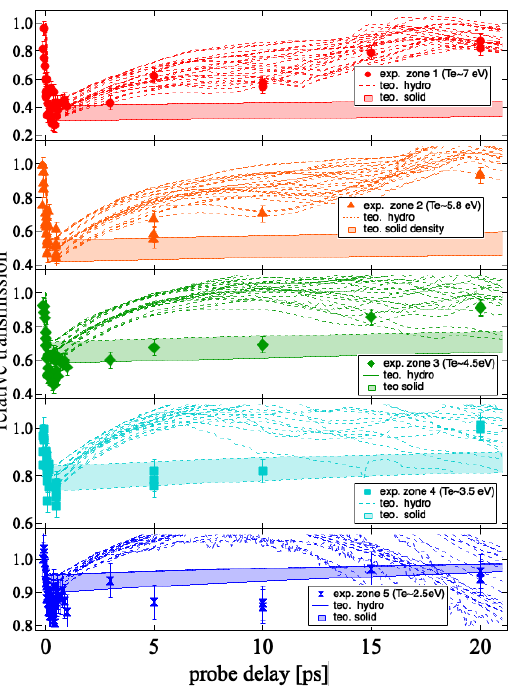 1.0
0.8
0.6
0.4
0.2
exp. zone 1 (Te~7 eV)
teo. hydro
teo. solid
1.0
0.8
0.6
0.4
exp. zone 2 (Te~5.8 eV)
teo. hydro
teo. solid density
relative transmission
1.0
0.8
0.6
0.4
exp. zone 3 (Te~4.5eV)
teo. hydro
teo solid
1.0
0.8
0.6
exp. zone 4 (Te~3.5 eV)
teo. hydro
teo. solid
1.0
0.9
0.8
exp. zone 5 (Te~2.5eV)
teo. hydro
teo. solid
0 5 10 15 20
probe delay [ps]